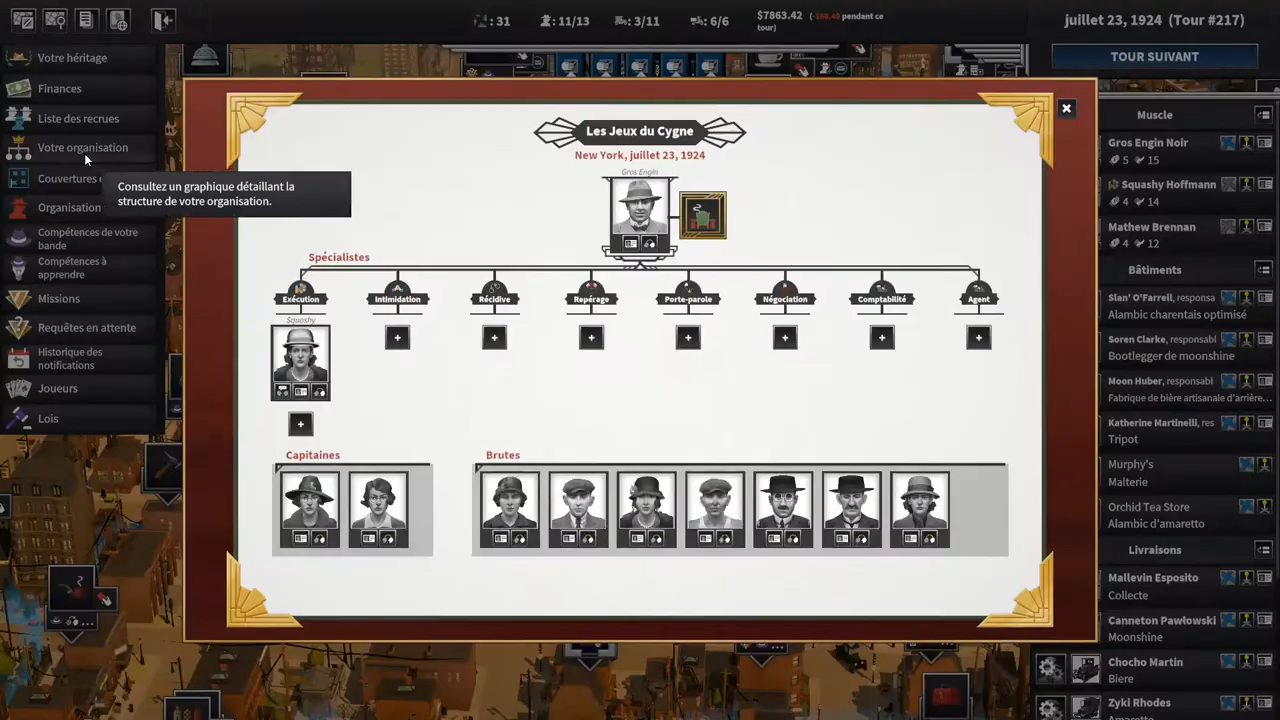 : 31
: 11/13
: 3/11
: 6/6
$7863.42 (-$68.49 pendant ce
tour)
juillet 23, 1924 (Tour #217)
TOUR SUIVANT
Votre héritage
Finances
Liste des recrues
Votre organisation
Couvertures
Organisation
Compétences de votre
bande
Compétences à
apprendre
Missions
Requêtes en attente
Historique des
notifications
Joueurs
Lois
Consultez un graphique détaillant la
structure de votre organisation.
Les Jeux du Cygne
New York, juillet 23, 1924
Gros Engin
Spécialistes
Exécution
Intimidation
Récidive
Repérage
Porte-parole
Négociation
Comptabilité
Agent
Squashy
Capitaines
Brutes
Muscle
Gros Engin Noir
5 15
Squashy Hoffmann
4 14
Mathew Brennan
4 12
Bâtiments
Slan' O'Farrell, responsa
Alambic charentais optimisé
Soren Clarke, responsabl
Bootlegger de moonshine
Moon Huber, responsabl
Fabrique de bière artisanale d'arrière...
Katherine Martinelli, res
Tripot
Murphy's
Malterie
Orchid Tea Store
Alambic d'amaretto
Livraisons
Mallevin Esposito
Collecte
Canneton Pawłowski
Moonshine
Chocho Martin
Biere
Zyki Rhodes
Amaretto